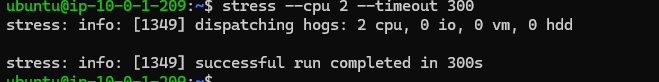 ubuntu@ip-10-0-1-209:~$ stress --cpu 2 --timeout 300
stress: info: [1349] dispatching hogs: 2 cpu, 0 io, 0 vm, 0 hdd
stress: info: [1349] successful run completed in 300s
ubuntu@ip-10-0-1-209:~$